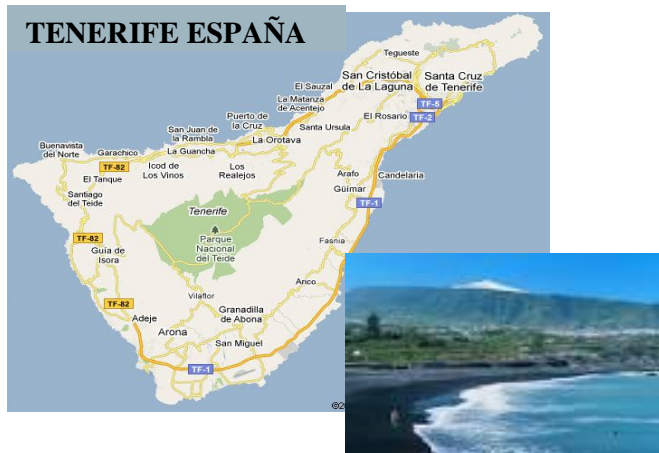 TENERIFE ESPAÑA
Tegueste
San Cristóbal
de La Laguna
Santa Cruz
de Tenerife
El Sauzal
La Matanza
de Acentejo
TF-5
TF-2
El Rosario
Puerto de
la Cruz
Santa Ursula
San Juan de
la Rambla
La Orotava
Buenavista
del Norte
Garachico
La Guancha
TF-82
Icod de
Los Vinos
Los
Realejos
El Tanque
Arafo
Candelaria
Güímar
Santiago
del Teide
TF-1
Tenerife
TF-82
Parque
Nacional
del Teide
Fasnia
Guía de
Isora
Arico
Vilaflor
TF-82
Granadilla
de Abona
Adeje
Arona
San Miguel
TF-1